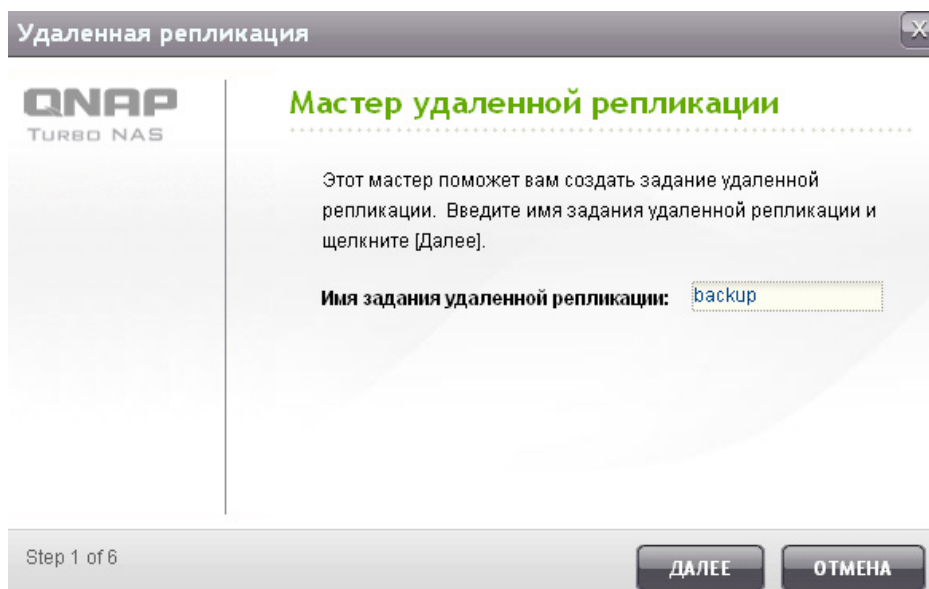 Удаленная репликация
X
QNAP
TURBO NAS
Мастер удаленной репликации
Этот мастер поможет вам создать задание удаленной
репликации. Введите имя задания удаленной репликации и
щелкните [Далее].
Имя задания удаленной репликации: backup
Step 1 of 6
ДАЛЕЕ
ОТМЕНА